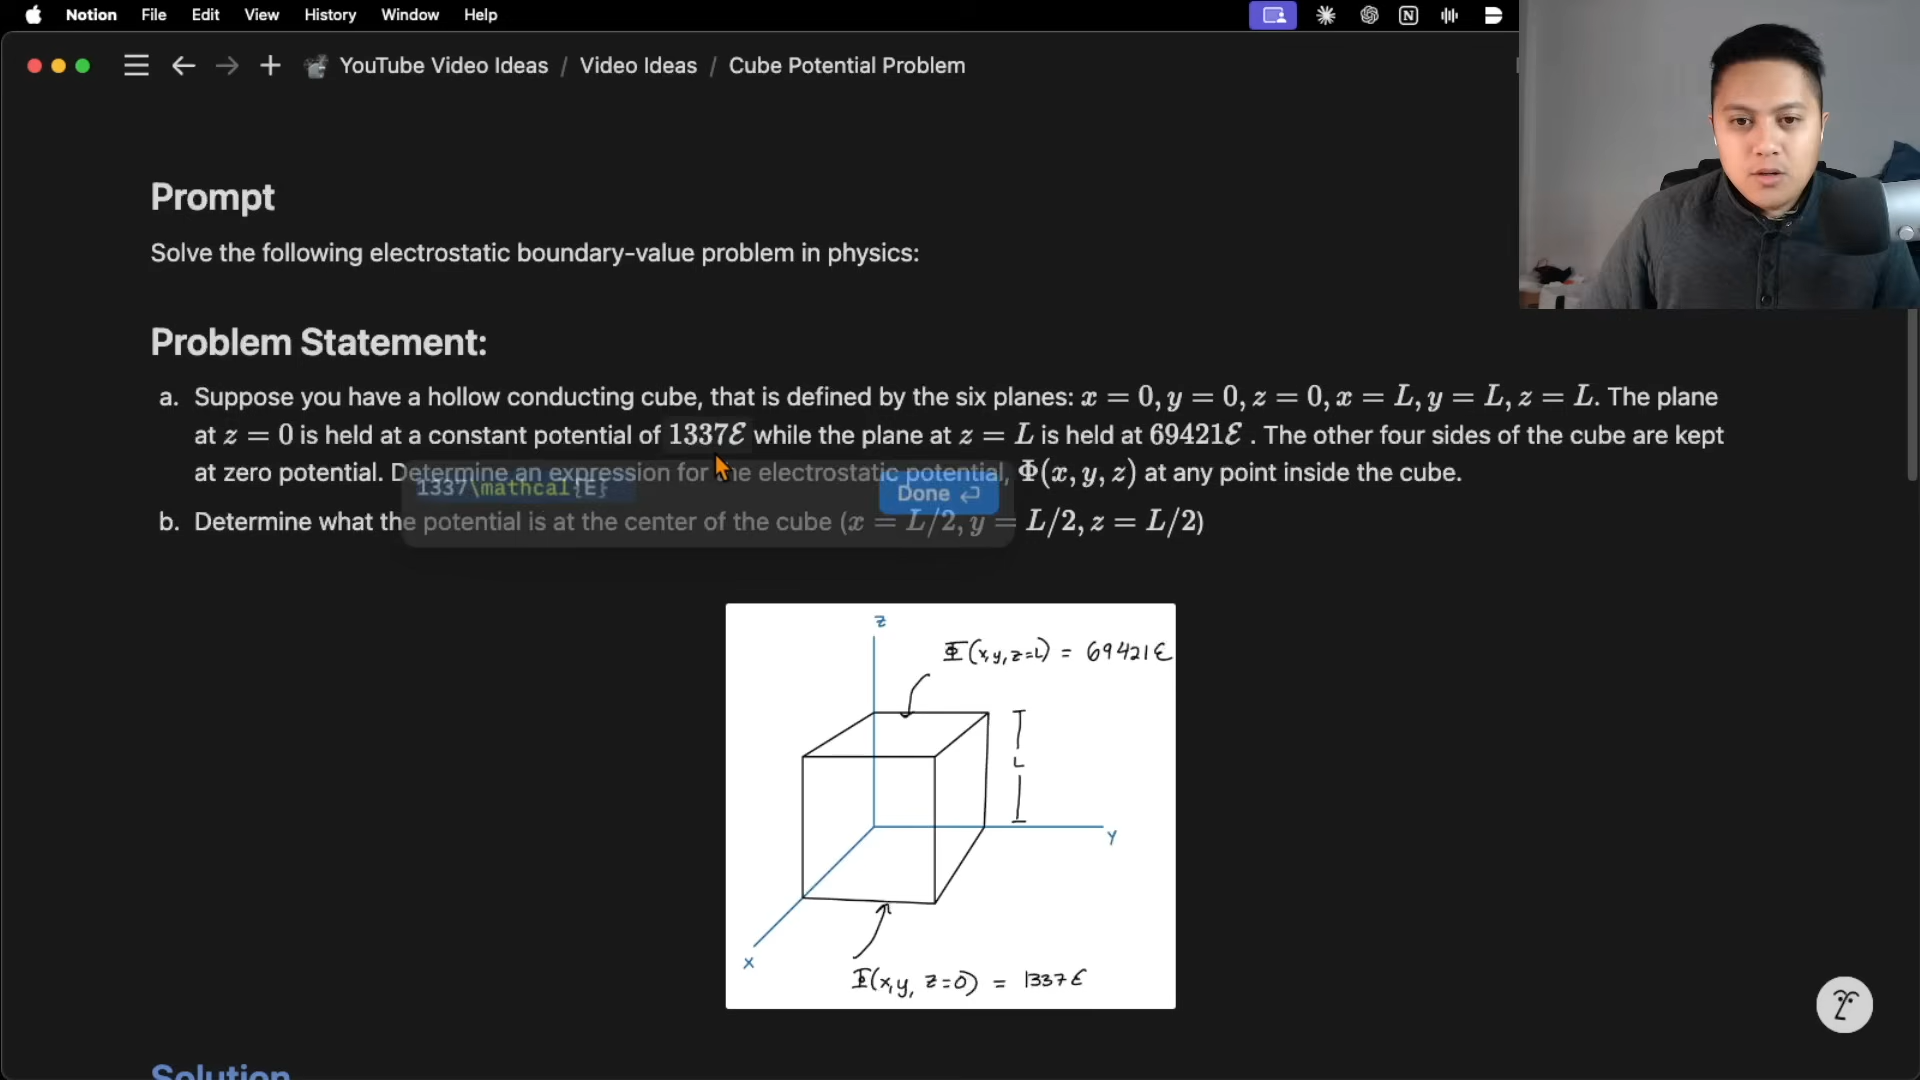 Notion File Edit View History Window Help
YouTube Video Ideas / Video Ideas / Cube Potential Problem
Prompt
Solve the following electrostatic boundary-value problem in physics:
Problem Statement:
a. Suppose you have a hollow conducting cube, that is defined by the six planes: x = 0, y = 0, z = 0, x = L, y = L, z = L. The plane
at z = 0 is held at a constant potential of 1337ℰ while the plane at z = L is held at 69421ℰ . The other four sides of the cube are kept
at zero potential. Determine an expression for the electrostatic potential, Φ(x, y, z) at any point inside the cube.
1337\mathcal{E} Done
b. Determine what the potential is at the center of the cube (x = L/2, y = L/2, z = L/2)
z
Φ(x,y,z=L) = 69421ℰ
L
y
x
Φ(x,y, z=0) = 1337ℰ
Solution